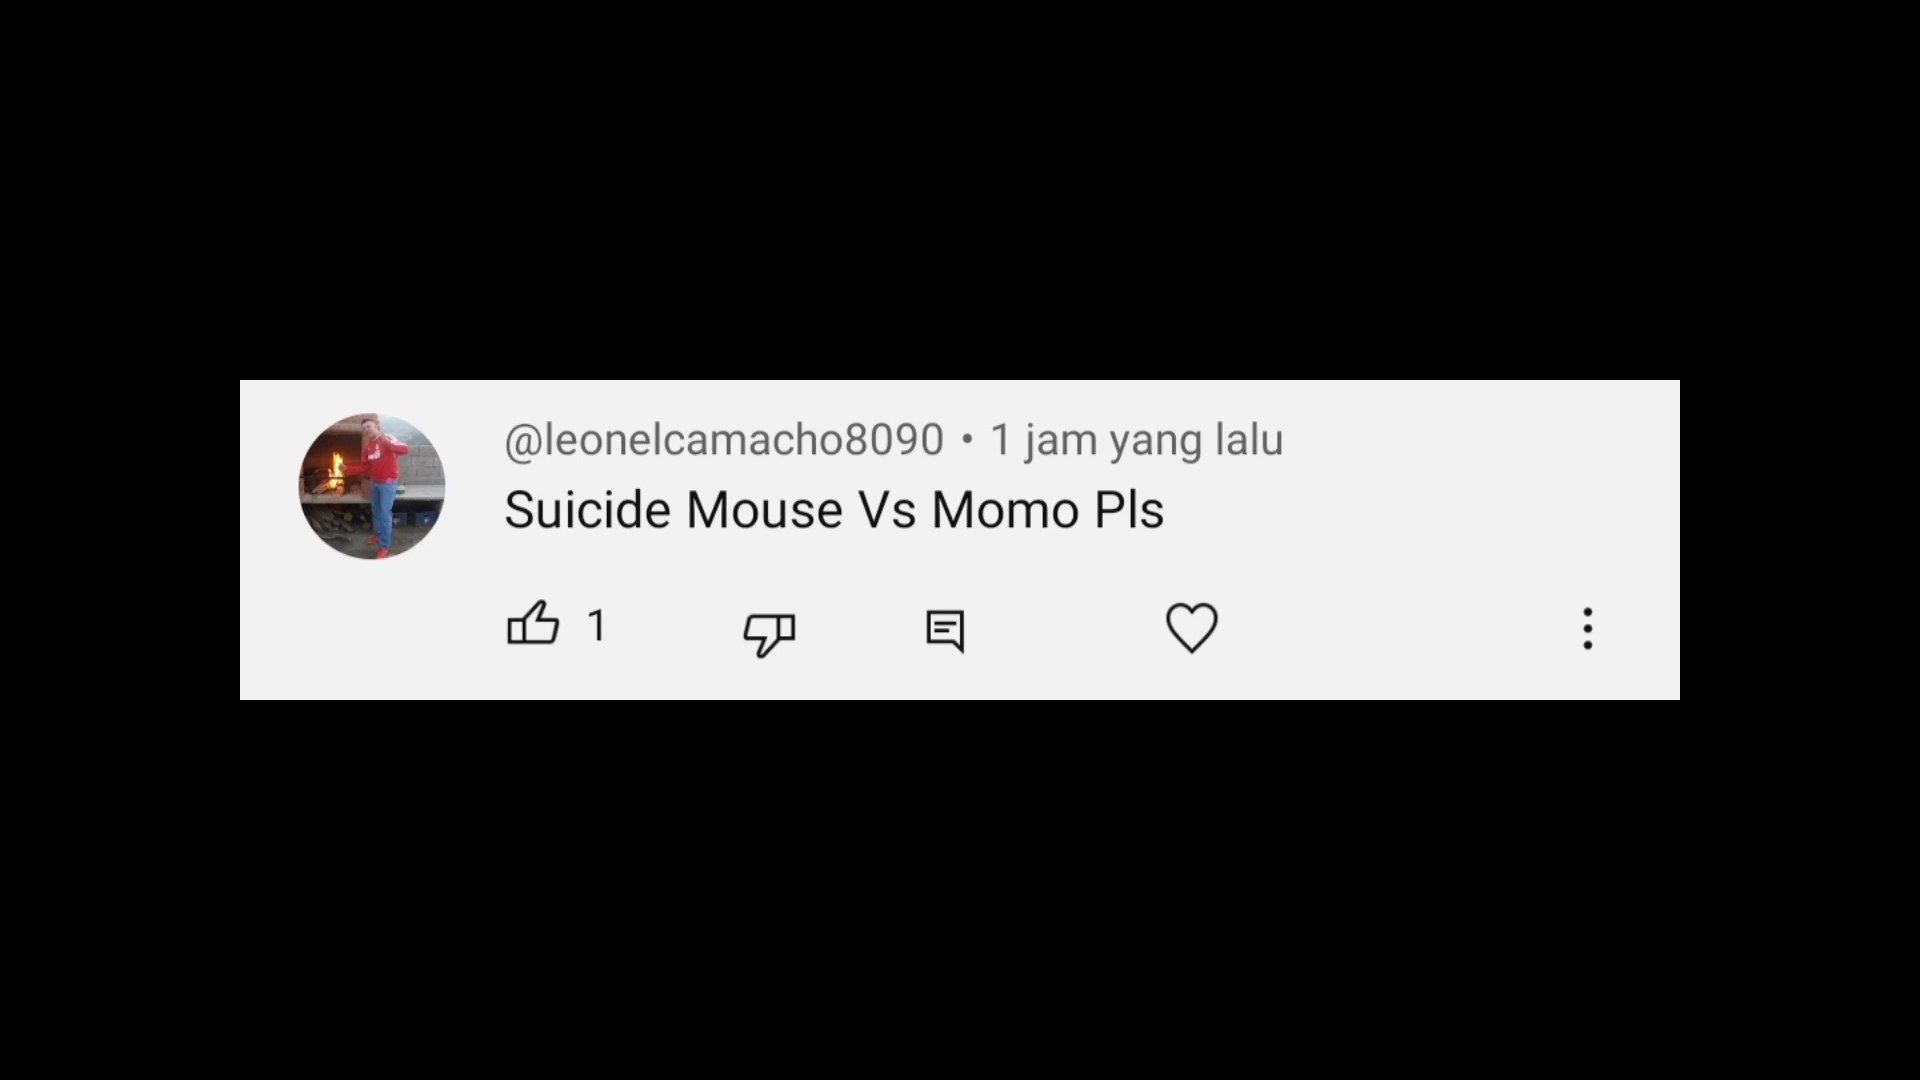 @leonelcamacho8090 • 1 jam yang lalu
Suicide Mouse Vs Momo Pls
1